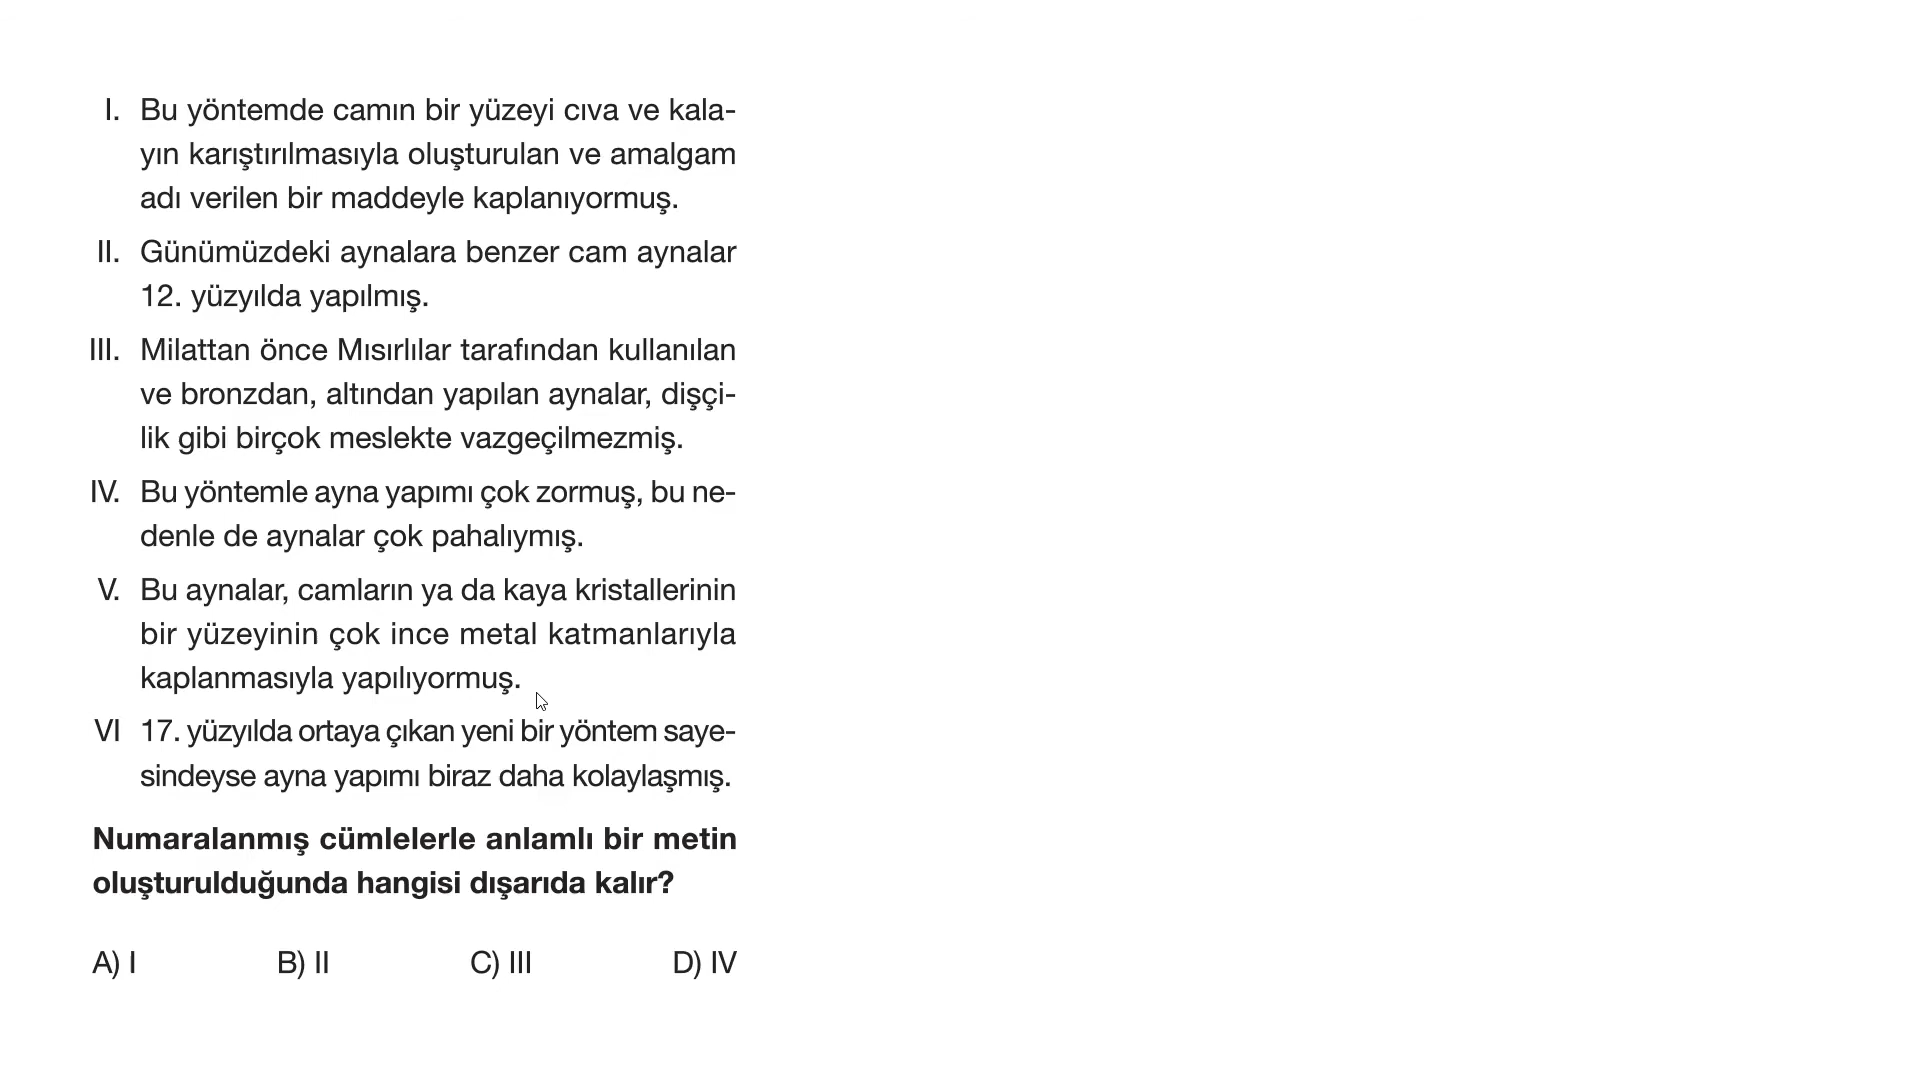 I. Bu yöntemde camın bir yüzeyi cıva ve kala-
yın karıştırılmasıyla oluşturulan ve amalgam
adı verilen bir maddeyle kaplanıyormuş.
II. Günümüzdeki aynalara benzer cam aynalar
12. yüzyılda yapılmış.
III. Milattan önce Mısırlılar tarafından kullanılan
ve bronzdan, altından yapılan aynalar, dişçi-
lik gibi birçok meslekte vazgeçilmezmiş.
IV. Bu yöntemle ayna yapımı çok zormuş, bu ne-
denle de aynalar çok pahalıymış.
V. Bu aynalar, camların ya da kaya kristallerinin
bir yüzeyinin çok ince metal katmanlarıyla
kaplanmasıyla yapılıyormuş.
VI 17. yüzyılda ortaya çıkan yeni bir yöntem saye-
sindeyse ayna yapımı biraz daha kolaylaşmış.
Numaralanmış cümlelerle anlamlı bir metin
oluşturulduğunda hangisi dışarıda kalır?
A) I B) II C) III D) IV